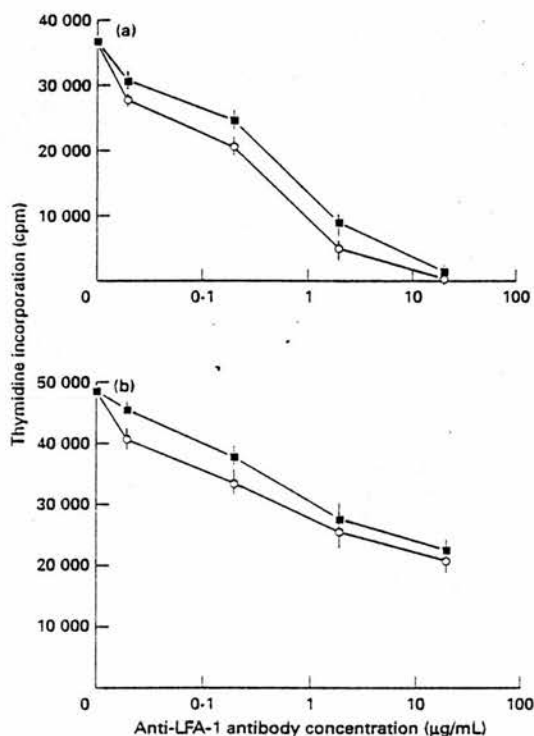 40 000
(a)
30 000
20 000
10 000
0 0·1 1 10 100
Thymidine incorporation (cpm)
50 000
(b)
40 000
30 000
20 000
10 000
0 0·1 1 10 100
Anti-LFA-1 antibody concentration (µg/mL)